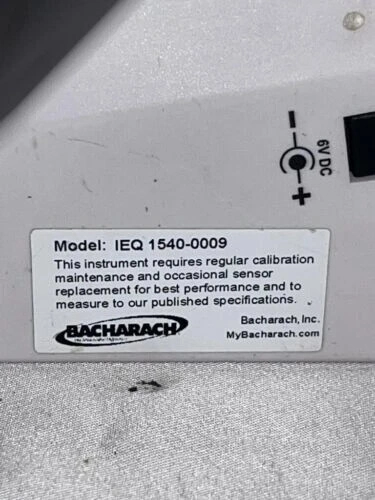 6V DC
Model: IEQ 1540-0009
This instrument requires regular calibration
maintenance and occasional sensor
replacement for best performance and to
measure to our published specifications.
BACHARACH
Bacharach, Inc.
MyBacharach.com